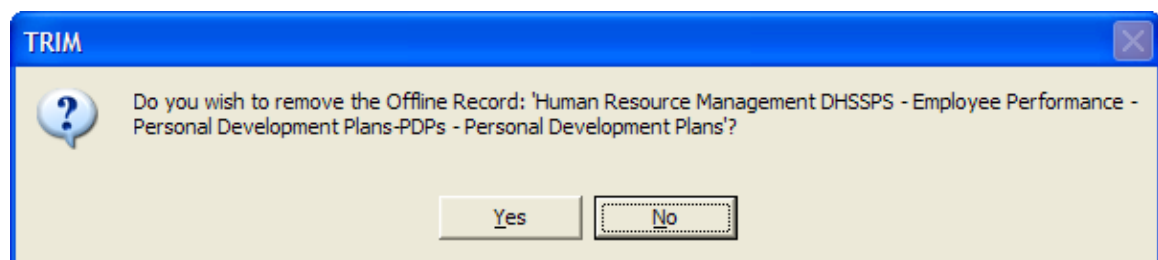 TRIM
Do you wish to remove the Offline Record: 'Human Resource Management DHSSPS - Employee Performance -
Personal Development Plans-PDPs - Personal Development Plans'?
Yes No